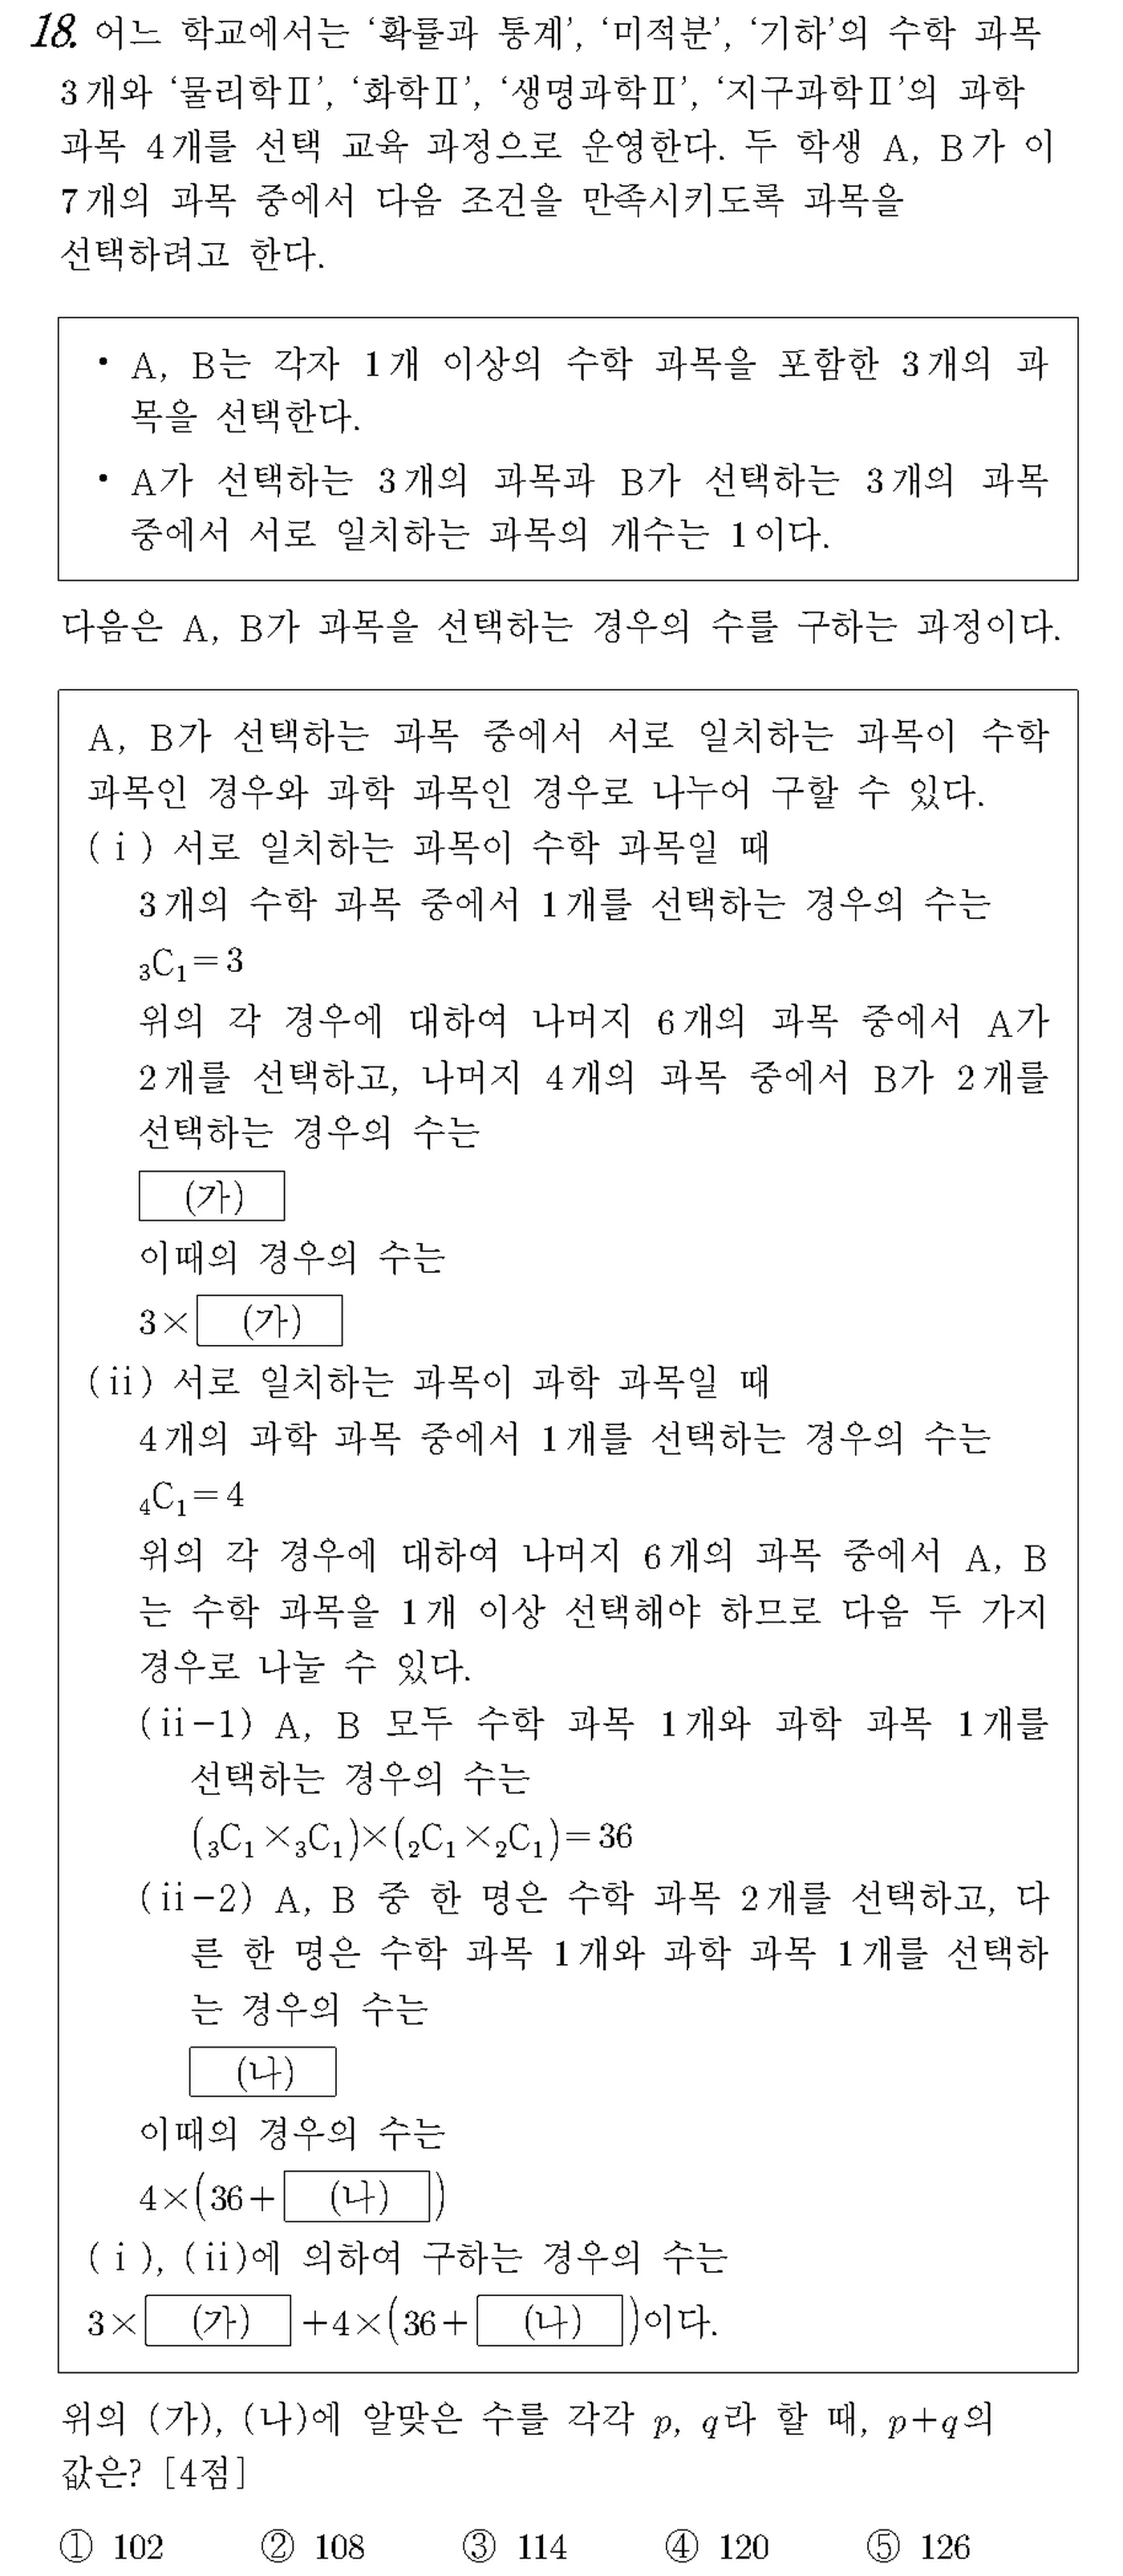 18. 어느 학교에서는 ‘확률과 통계’, ‘미적분’, ‘기하’의 수학 과목
3개와 ‘물리학Ⅱ’, ‘화학Ⅱ’, ‘생명과학Ⅱ’, ‘지구과학Ⅱ’의 과학
과목 4개를 선택 교육 과정으로 운영한다. 두 학생 A, B가 이
7개의 과목 중에서 다음 조건을 만족시키도록 과목을
선택하려고 한다.
• A, B는 각자 1개 이상의 수학 과목을 포함한 3개의 과
목을 선택한다.
• A가 선택하는 3개의 과목과 B가 선택하는 3개의 과목
중에서 서로 일치하는 과목의 개수는 1이다.
다음은 A, B가 과목을 선택하는 경우의 수를 구하는 과정이다.
A, B가 선택하는 과목 중에서 서로 일치하는 과목이 수학
과목인 경우와 과학 과목인 경우로 나누어 구할 수 있다.
(ⅰ) 서로 일치하는 과목이 수학 과목일 때
3개의 수학 과목 중에서 1개를 선택하는 경우의 수는
₃C₁=3
위의 각 경우에 대하여 나머지 6개의 과목 중에서 A가
2개를 선택하고, 나머지 4개의 과목 중에서 B가 2개를
선택하는 경우의 수는
(가)
이때의 경우의 수는
3×(가)
(ⅱ) 서로 일치하는 과목이 과학 과목일 때
4개의 과학 과목 중에서 1개를 선택하는 경우의 수는
₄C₁=4
위의 각 경우에 대하여 나머지 6개의 과목 중에서 A, B
는 수학 과목을 1개 이상 선택해야 하므로 다음 두 가지
경우로 나눌 수 있다.
(ⅱ-1) A, B 모두 수학 과목 1개와 과학 과목 1개를
선택하는 경우의 수는
(₃C₁×₃C₁)×(₂C₁×₂C₁)=36
(ⅱ-2) A, B 중 한 명은 수학 과목 2개를 선택하고, 다
른 한 명은 수학 과목 1개와 과학 과목 1개를 선택하
는 경우의 수는
(나)
이때의 경우의 수는
4×(36+(나))
(ⅰ), (ⅱ)에 의하여 구하는 경우의 수는
3×(가)+4×(36+(나))이다.
위의 (가), (나)에 알맞은 수를 각각 p, q라 할 때, p+q의
값은? [4점]
① 102 ② 108 ③ 114 ④ 120 ⑤ 126